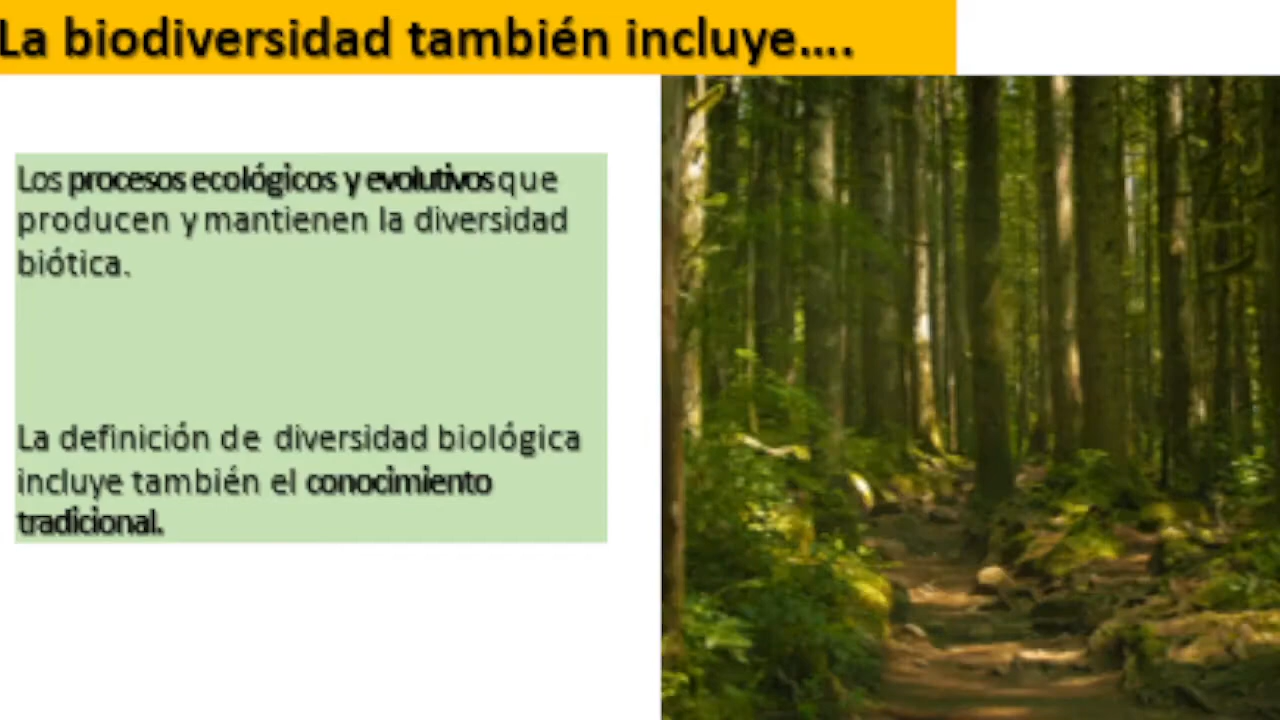 La biodiversidad también incluye....
Los procesos ecológicos y evolutivos que
producen y mantienen la diversidad
biótica.
La definición de diversidad biológica
incluye también el conocimiento
tradicional.